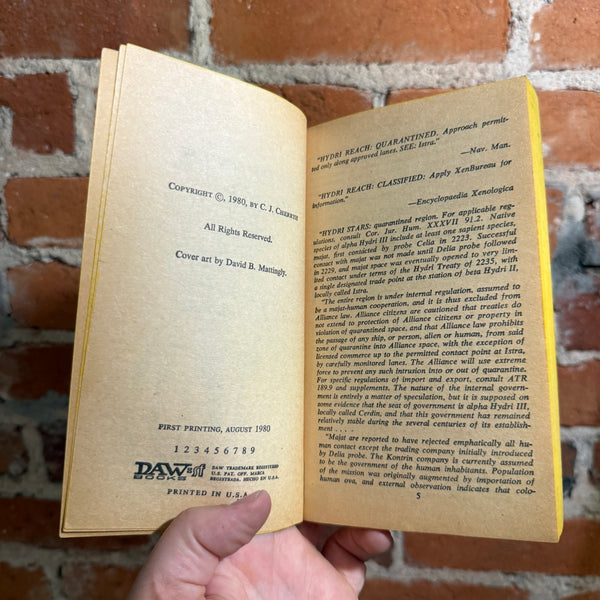 COPYRIGHT ©, 1980, BY C. J. CHERRYH
All Rights Reserved.
Cover art by David B. Mattingly.
FIRST PRINTING, AUGUST 1980
1 2 3 4 5 6 7 8 9
DAW sf
BOOKS
DAW TRADEMARK REGISTERED
U.S. PAT. OFF. MARCA
REGISTRADA, HECHO EN U.S.A.
PRINTED IN U.S.A.
"HYDRI REACH: QUARANTINED. Approach permit-
ted only along approved lanes. SEE: Istra."
—Nav. Man.
"HYDRI REACH: CLASSIFIED: Apply XenBureau for
information."
—Encyclopaedia Xenologica
"HYDRI STARS: quarantined region. For applicable reg-
ulations, consult Cor. Jur. Hum. XXXVII 91.2. Native
species of alpha Hydri III include at least one sapient species,
majat, first contacted by probe Celia in 2223. Successful
contact with majat was not made until Delia probe followed
in 2229, and majat space was eventually opened to very lim-
ited contact under terms of the Hydri Treaty of 2235, with
a single designated trade point at the station of beta Hydri II,
locally called Istra.
"The entire region is under internal regulation, assumed to
be a majat-human cooperation, and it is thus excluded from
Alliance law. Alliance citizens are cautioned that treaties do
not extend to protection of Alliance citizens or property in
violation of quarantined space, and that Alliance law prohibits
the passage of any ship, or person, alien or human, from said
zone of quarantine into Alliance space, with the exception of
licensed commerce up to the permitted contact point at Istra,
by carefully monitored lanes. The Alliance will use extreme
force to prevent any such intrusion into or out of quarantine.
For specific regulations of import and export, consult ATR
189.9 and supplements. The nature of the internal govern-
ment is entirely a matter of speculation, but it is supposed on
some evidence that the seat of government is alpha Hydri III,
locally called Cerdin, and that this government has remained
relatively stable during the several centuries of its establish-
ment . . . .
"Majat are reported to have rejected emphatically all hu-
man contact except the trading company initially introduced
by Delia probe. The Kontrin company is currently assumed
to be the government of the human inhabitants. Population
of the mission was originally augmented by importation of
human ova, and external observation indicates that colo-
5